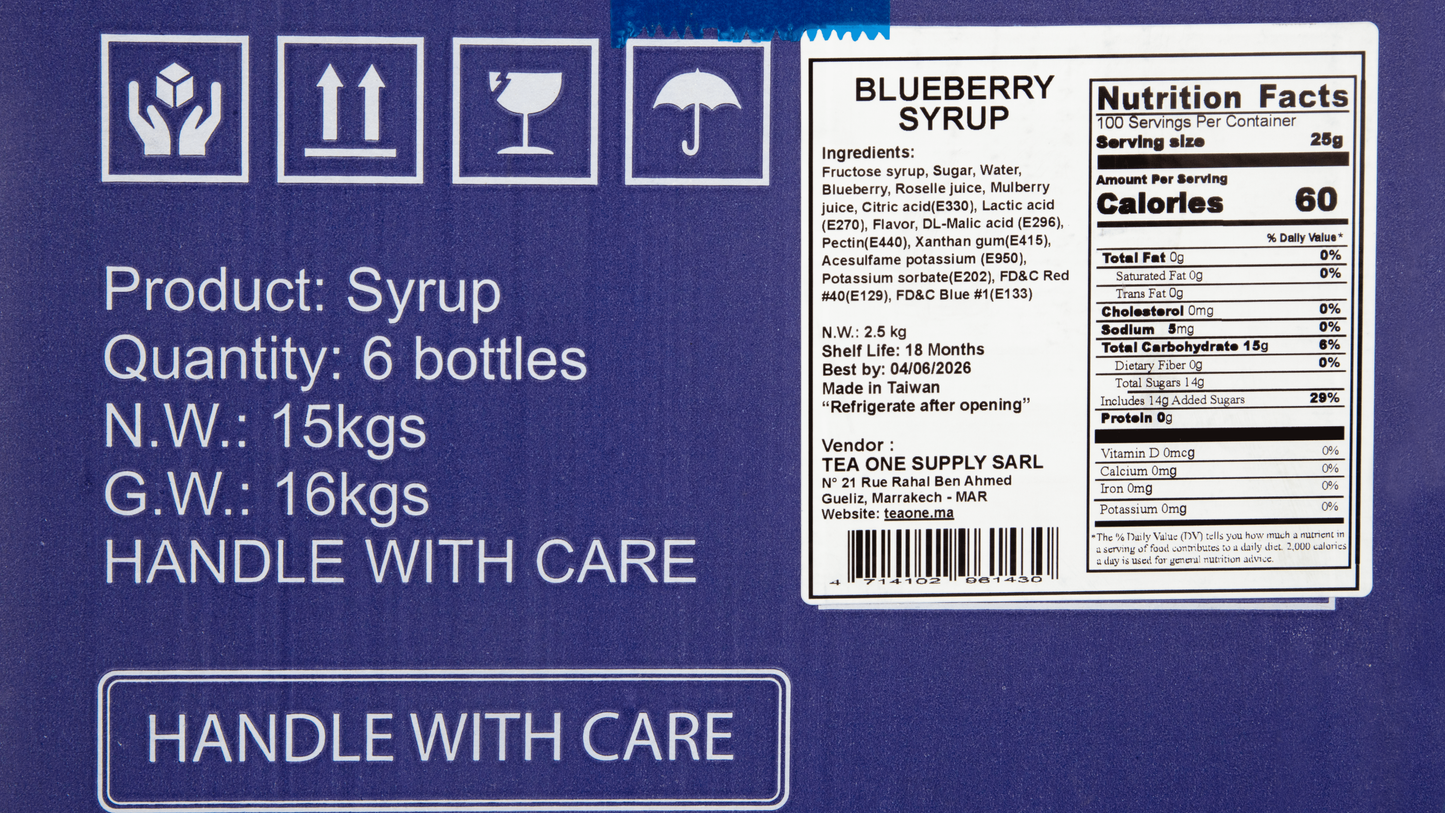 Product: Syrup
Quantity: 6 bottles
N.W.: 15kgs
G.W.: 16kgs
HANDLE WITH CARE
HANDLE WITH CARE
BLUEBERRY
SYRUP
Ingredients:
Fructose syrup, Sugar, Water,
Blueberry, Roselle juice, Mulberry
juice, Citric acid(E330), Lactic acid
(E270), Flavor, DL-Malic acid (E296),
Pectin(E440), Xanthan gum(E415),
Acesulfame potassium (E950),
Potassium sorbate(E202), FD&C Red
#40(E129), FD&C Blue #1(E133)
N.W.: 2.5 kg
Shelf Life: 18 Months
Best by: 04/06/2026
Made in Taiwan
“Refrigerate after opening”
Vendor :
TEA ONE SUPPLY SARL
N° 21 Rue Rahal Ben Ahmed
Gueliz, Marrakech - MAR
Website: teaone.ma
4 714102 961430
Nutrition Facts
100 Servings Per Container
Serving size 25g
Amount Per Serving
Calories 60
% Daily Value*
Total Fat 0g 0%
Saturated Fat 0g 0%
Trans Fat 0g
Cholesterol 0mg 0%
Sodium 5mg 0%
Total Carbohydrate 15g 6%
Dietary Fiber 0g 0%
Total Sugars 14g
Includes 14g Added Sugars 29%
Protein 0g
Vitamin D 0mcg 0%
Calcium 0mg 0%
Iron 0mg 0%
Potassium 0mg 0%
*The % Daily Value (DV) tells you how much a nutrient in
a serving of food contributes to a daily diet. 2,000 calories
a day is used for general nutrition advice.